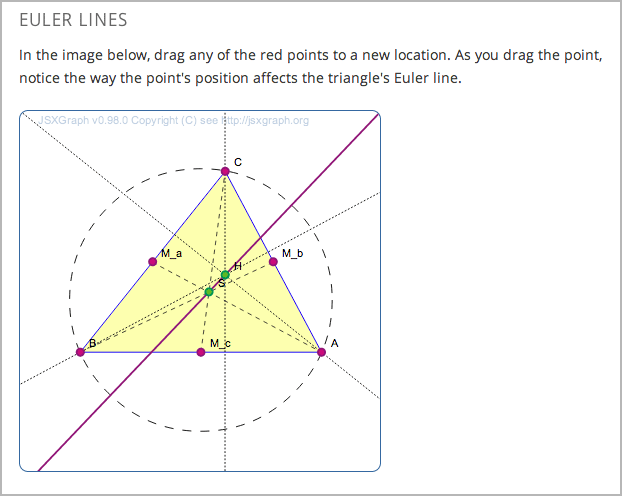 EULER LINES
In the image below, drag any of the red points to a new location. As you drag the point,
notice the way the point's position affects the triangle's Euler line.
JSXGraph v0.98.0 Copyright (C) see http://jsxgraph.org
C
M_a
M_b
H
S
B
M_c
A